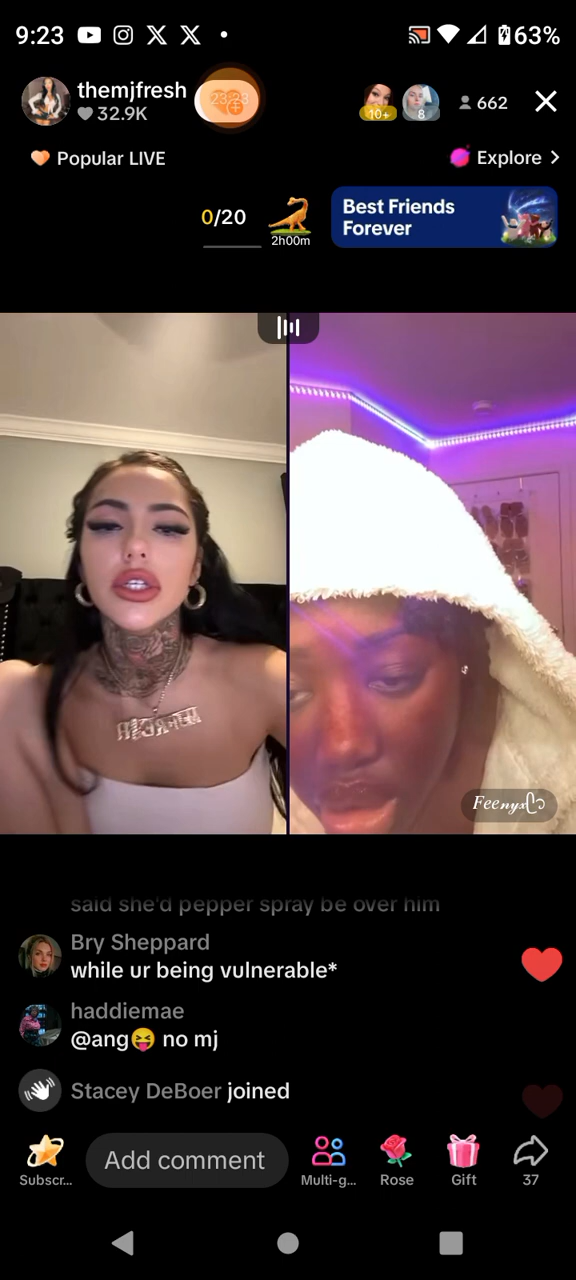 9:23
63%
themjfresh
32.9K
10+
8
662
Popular LIVE
Explore
0/20
2h00m
Best Friends
Forever
Feenyx
said she'd pepper spray be over him
Bry Sheppard
while ur being vulnerable*
haddiemae
@ang😝 no mj
Stacey DeBoer joined
Subscr...
Add comment
Multi-g...
Rose
Gift
37